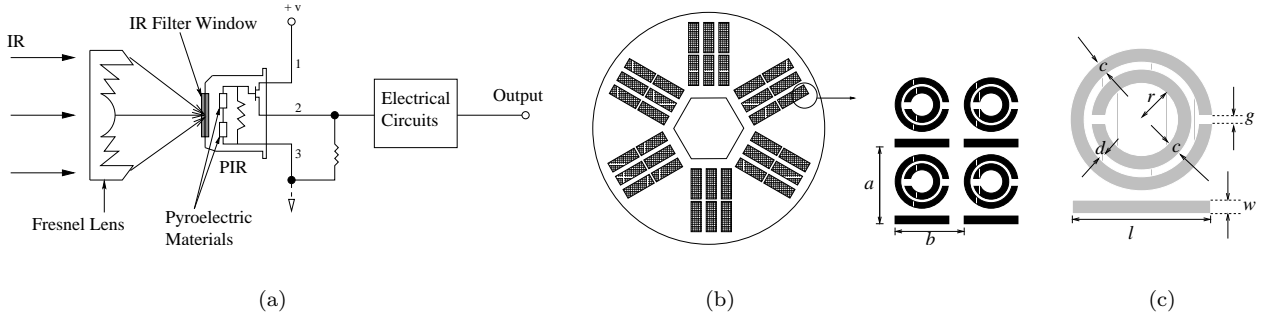 IR Filter Window
+ v
IR
1
2
3
Electrical
Circuits
Output
PIR
Fresnel Lens
Pyroelectric
Materials
(a)
a
b
(b)
c
r
g
d
c
w
l
(c)